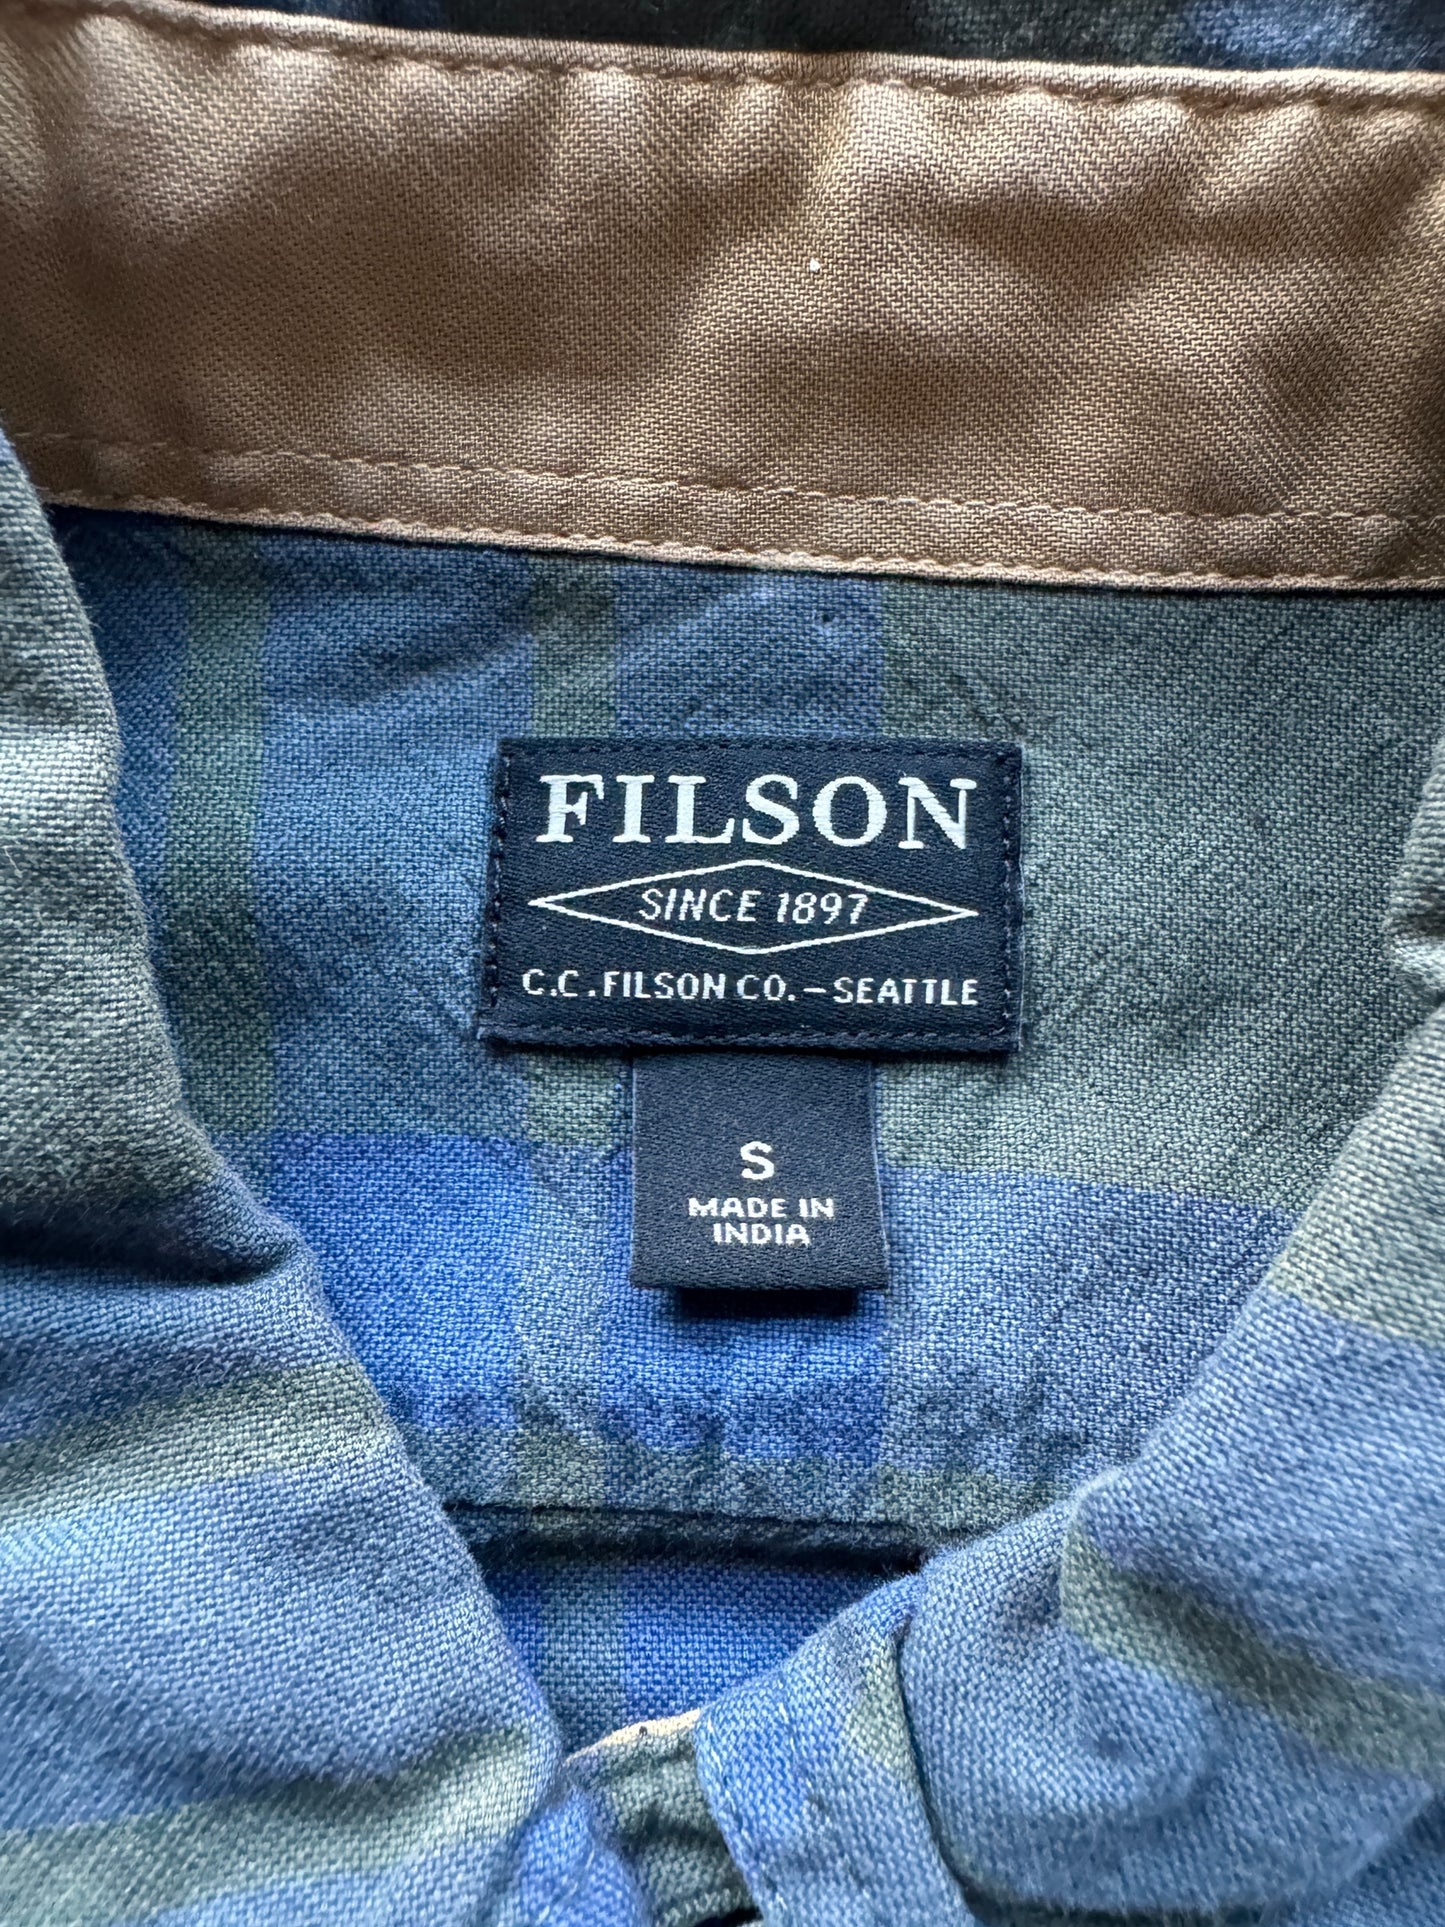 FILSON
SINCE 1897
C.C. FILSON CO. – SEATTLE
S
MADE IN
INDIA